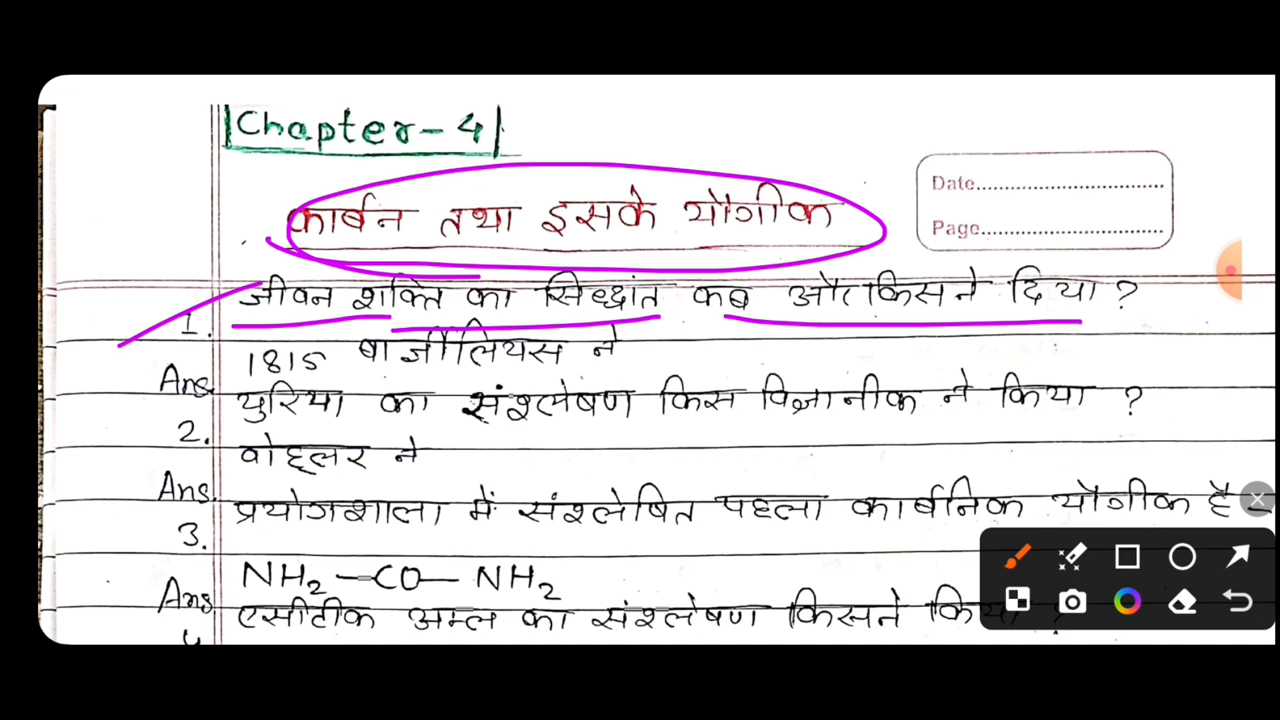 Chapter-4
कार्बन तथा इसके यौगीक
Date
Page
1. जीवन शक्ति का सिद्धांत कब और किसने दिया ?
Ans. 1815 बार्जीलियस ने
2. युरिया का संश्लेषण किस विज्ञानीक ने किया ?
Ans. वोह्लर ने
3. प्रयोगशाला में संश्लेषित पहला कार्बनिक यौगीक है
Ans NH2 — CO — NH2
4 एसीटीक अम्ल का संश्लेषण किसने किया ?